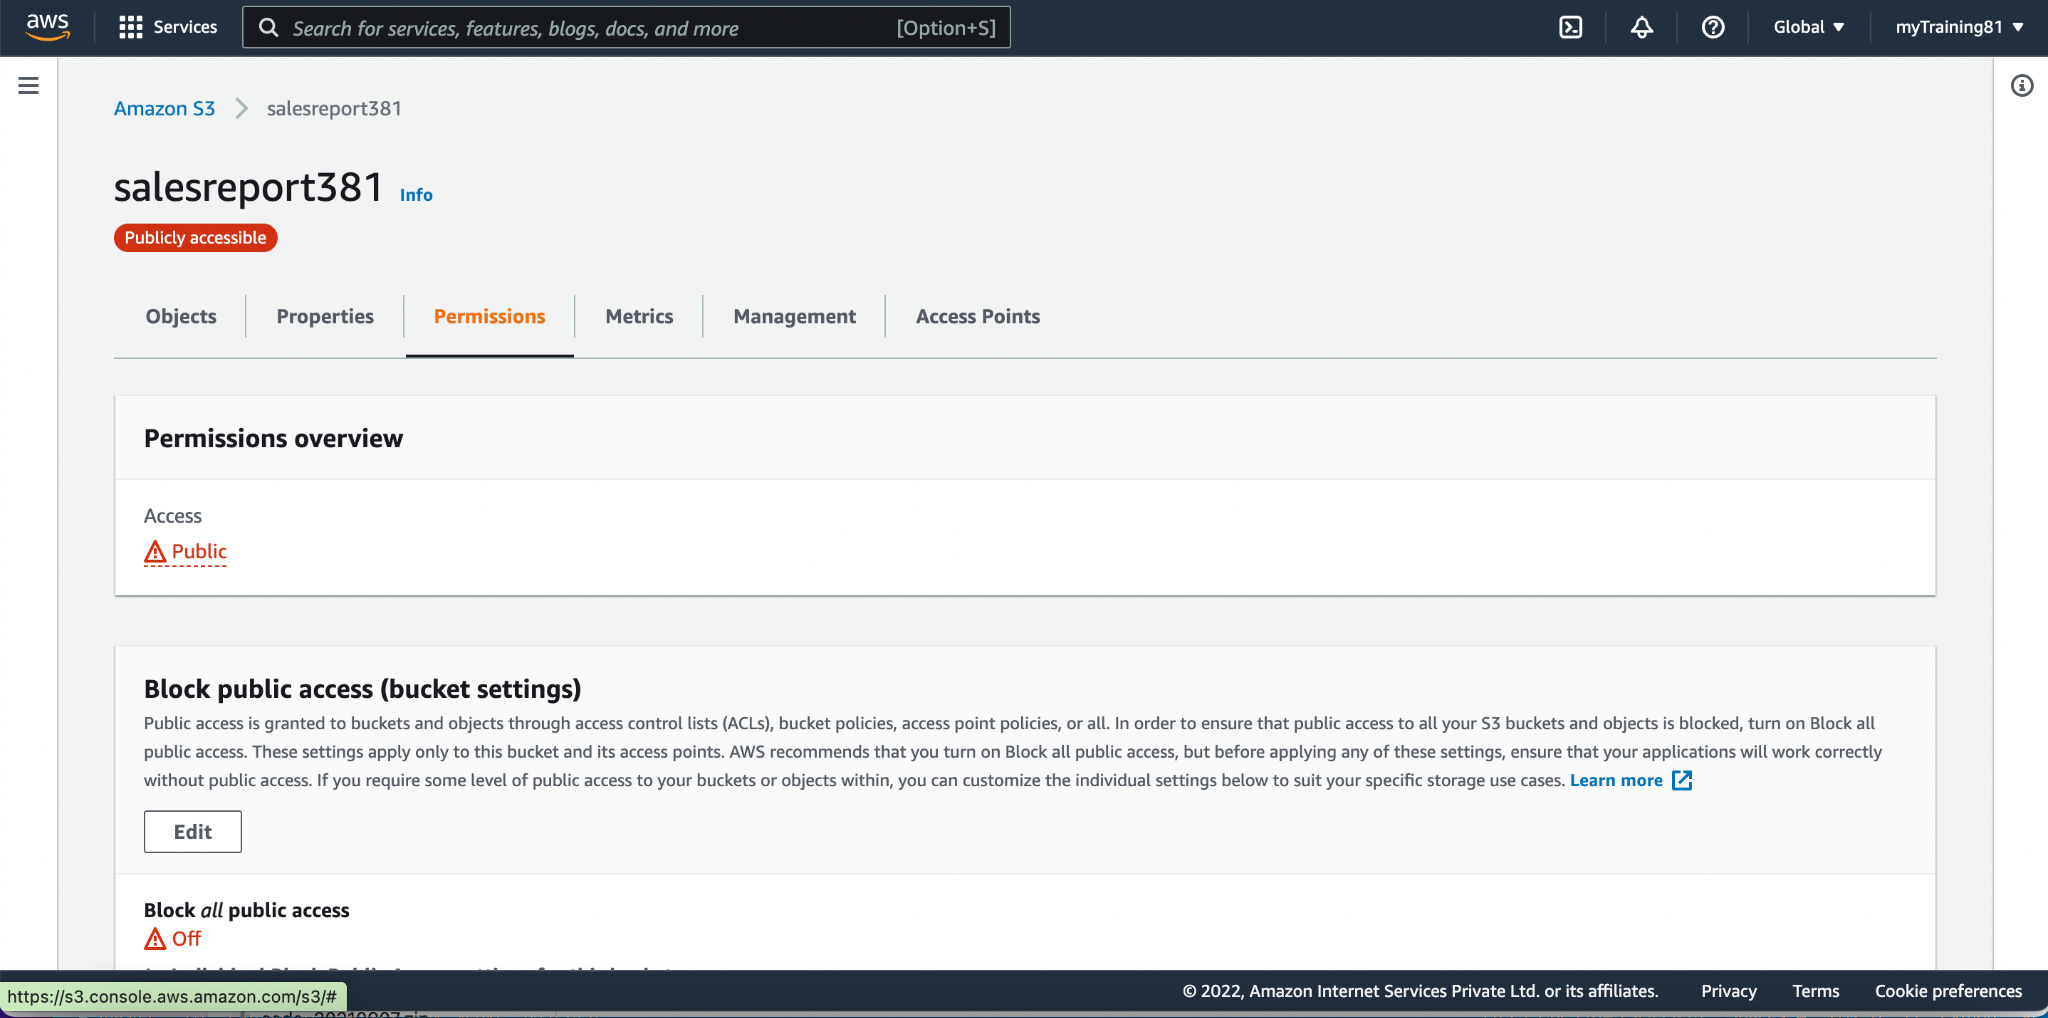 aws
Services
Search for services, features, blogs, docs, and more
[Option+S]
Global
myTraining81
Amazon S3
salesreport381
salesreport381
Info
Publicly accessible
Objects
Properties
Permissions
Metrics
Management
Access Points
Permissions overview
Access
Public
Block public access (bucket settings)
Public access is granted to buckets and objects through access control lists (ACLs), bucket policies, access point policies, or all. In order to ensure that public access to all your S3 buckets and objects is blocked, turn on Block all
public access. These settings apply only to this bucket and its access points. AWS recommends that you turn on Block all public access, but before applying any of these settings, ensure that your applications will work correctly
without public access. If you require some level of public access to your buckets or objects within, you can customize the individual settings below to suit your specific storage use cases. Learn more
Edit
Block all public access
Off
https://s3.console.aws.amazon.com/s3/#
© 2022, Amazon Internet Services Private Ltd. or its affiliates.
Privacy
Terms
Cookie preferences